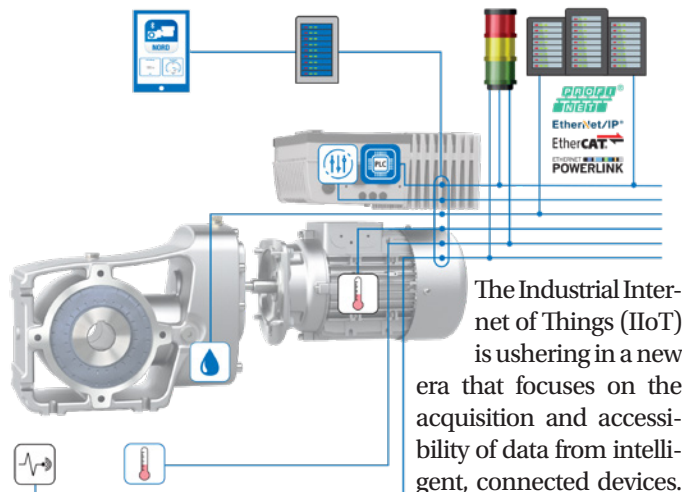 NORD
PLC
PROFI
NET®
EtherNet/IP®
EtherCAT
ETHERNET
POWERLINK
The Industrial Inter-
net of Things (IIoT)
is ushering in a new
era that focuses on the
acquisition and accessi-
bility of data from intelli-
gent, connected devices.